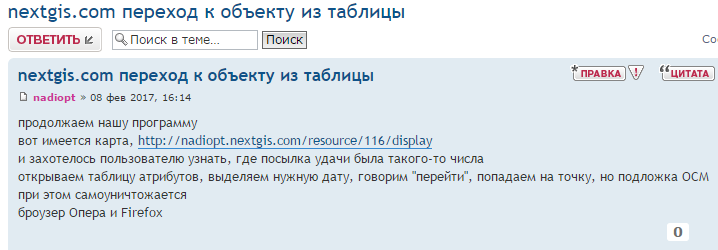 nextgis.com переход к объекту из таблицы
ОТВЕТИТЬ Поиск в теме... Поиск Со
nextgis.com переход к объекту из таблицы ПРАВКА ! ЦИТАТА
nadiopt » 08 фев 2017, 16:14
продолжаем нашу программу
вот имеется карта, http://nadiopt.nextgis.com/resource/116/display
и захотелось пользователю узнать, где посылка удачи была такого-то числа
открываем таблицу атрибутов, выделяем нужную дату, говорим "перейти", попадаем на точку, но подложка ОСМ
при этом самоуничтожается
броузер Опера и Firefox
0